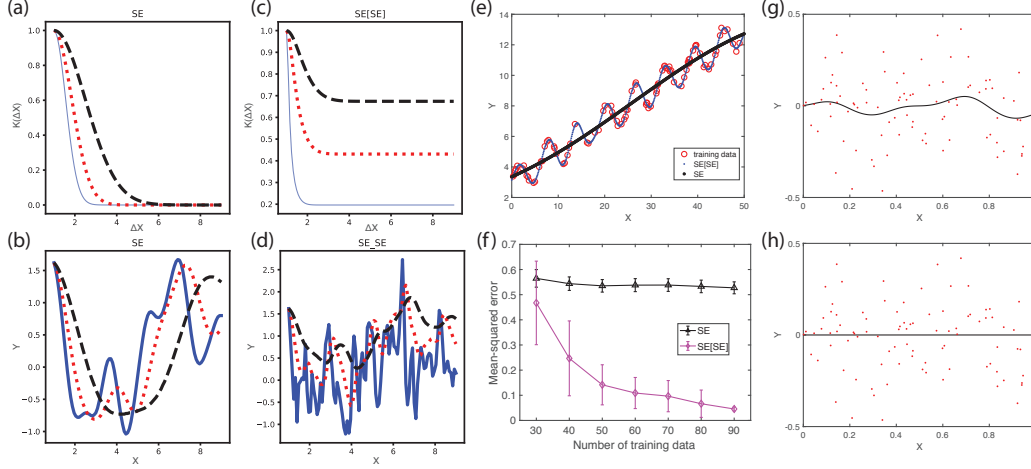 (a)
SE
1.0
0.8
0.6
0.4
0.2
0.0
K(ΔX)
2 4 6 8
ΔX
(b)
SE
1.5
1.0
0.5
0.0
−0.5
−1.0
Y
2 4 6 8
X
(c)
SE[SE]
1.0
0.9
0.8
0.7
0.6
0.5
0.4
0.3
0.2
K(ΔX)
2 4 6 8
ΔX
(d)
SE_SE
2.5
2.0
1.5
1.0
0.5
0.0
−0.5
−1.0
Y
2 4 6 8
X
(e)
14
12
10
8
6
4
2
Y
0 10 20 30 40 50
X
training data
SE[SE]
SE
(f)
0.7
0.6
0.5
0.4
0.3
0.2
0.1
0
Mean-squared error
30 40 50 60 70 80 90
Number of training data
SE
SE[SE]
(g)
0.5
0
-0.5
Y
0 0.2 0.4 0.6 0.8
X
(h)
0.5
0
-0.5
Y
0 0.2 0.4 0.6 0.8
X